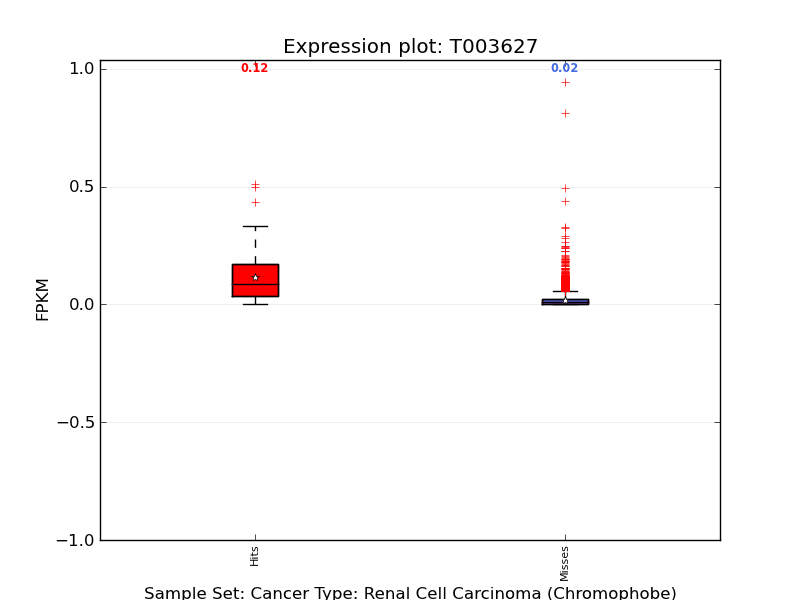 Expression plot: T003627
1.0
0.12
0.02
0.5
0.0
−0.5
−1.0
FPKM
Hits
Misses
Sample Set: Cancer Type: Renal Cell Carcinoma (Chromophobe)